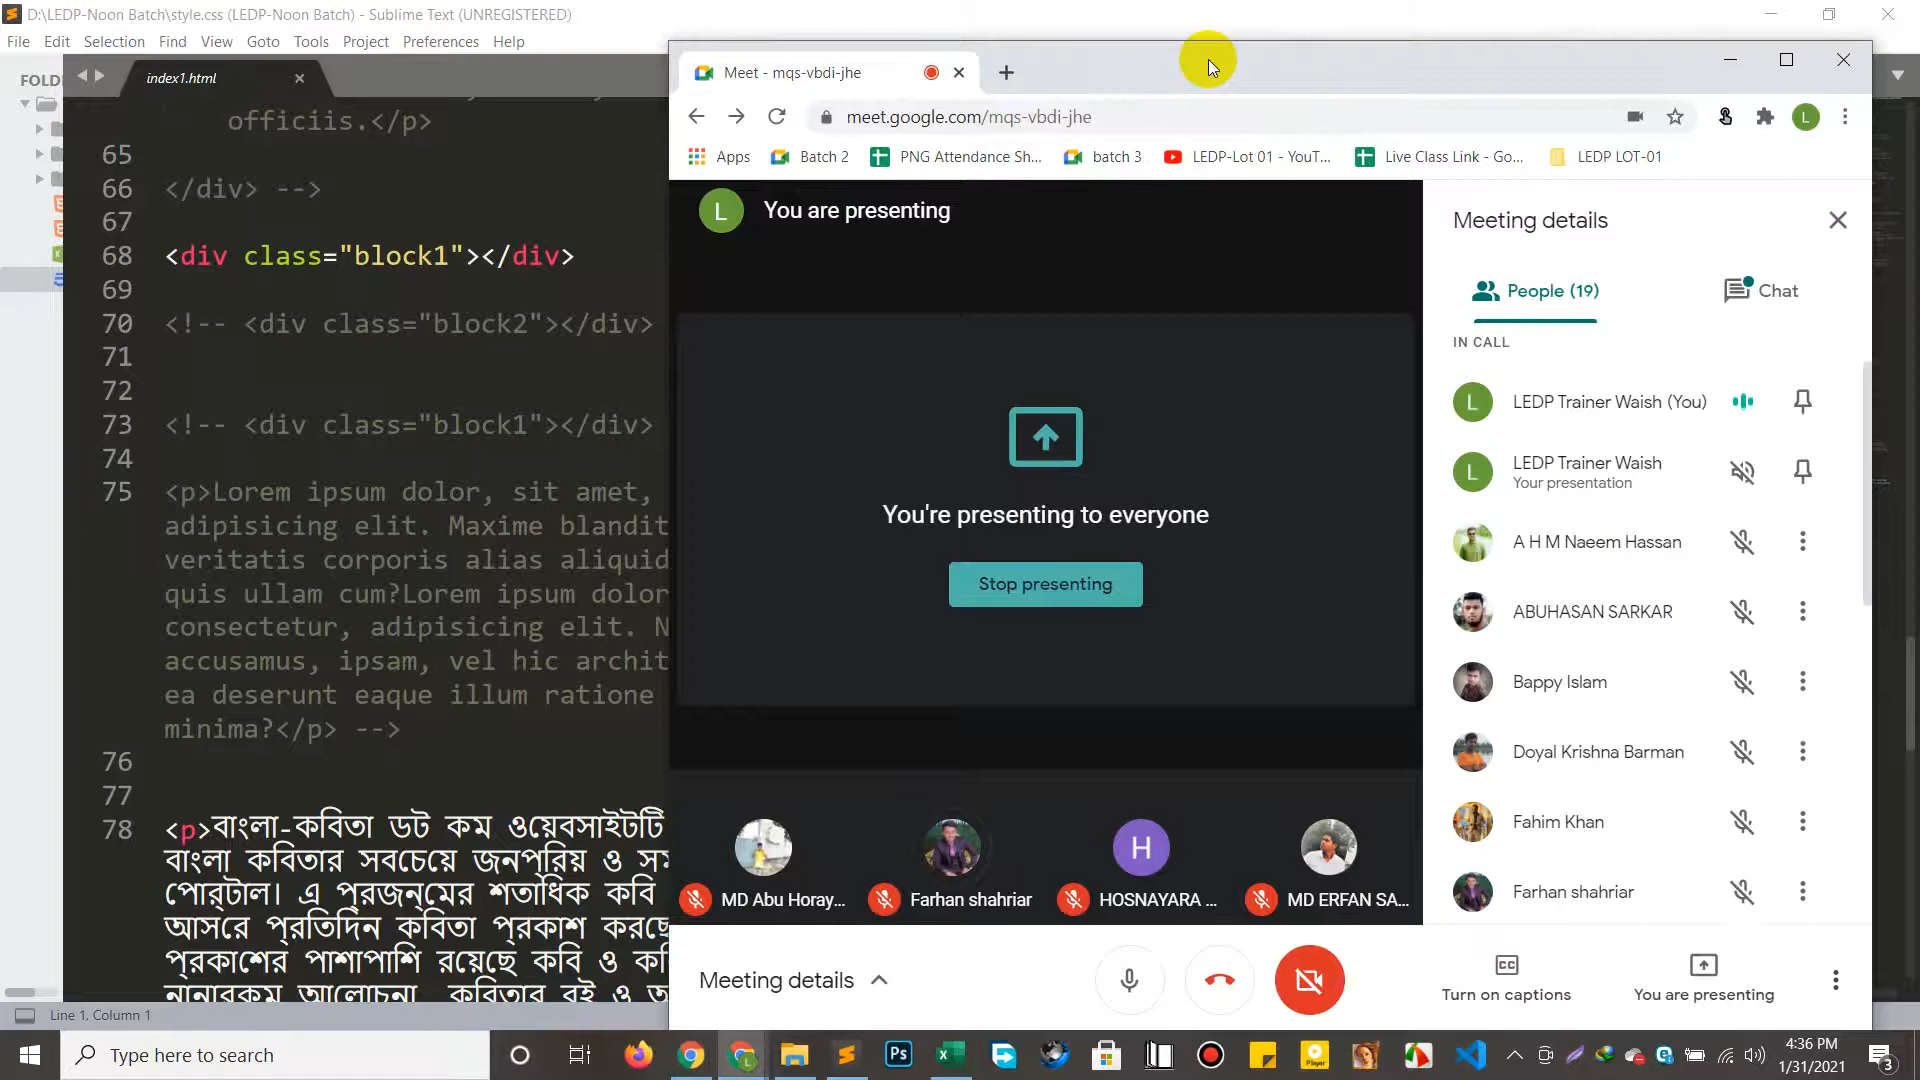 D:\LEDP-Noon Batch\style.css (LEDP-Noon Batch) - Sublime Text (UNREGISTERED)
File Edit Selection Find View Goto Tools Project Preferences Help
FOLD
index1.html
officiis.</p>
65
66 </div> -->
67
68 <div class="block1"></div>
69
70 <!-- <div class="block2"></div>
71
72
73 <!-- <div class="block1"></div>
74
75 <p>Lorem ipsum dolor, sit amet,
adipisicing elit. Maxime blandit
veritatis corporis alias aliquid
quis ullam cum?Lorem ipsum dolor
consectetur, adipisicing elit. N
accusamus, ipsam, vel hic archit
ea deserunt eaque illum ratione
minima?</p> -->
76
77
78 <p>বাংলা-কবিতা ডট কম ওয়েবসাইটটি
বাংলা কবিতার সবচেয়ে জনপ্রিয় ও
পোর্টাল। এ প্রজন্মের শতাধিক কবি
আসরে প্রতিদিন কবিতা প্রকাশ করছে
প্রকাশের পাশাপাশি রয়েছে কবি ও
নানারকম আলোচনা, কবিতার বই ও
Line 1, Column 1
Meet - mqs-vbdi-jhe
meet.google.com/mqs-vbdi-jhe
Apps Batch 2 PNG Attendance Sh... batch 3 LEDP-Lot 01 - YouT... Live Class Link - Go... LEDP LOT-01
L You are presenting
You're presenting to everyone
Stop presenting
H
MD Abu Horay... Farhan shahriar HOSNAYARA ... MD ERFAN SA...
Meeting details
Meeting details
People (19) Chat
IN CALL
L LEDP Trainer Waish (You)
L LEDP Trainer Waish
Your presentation
A H M Naeem Hassan
ABUHASAN SARKAR
Bappy Islam
Doyal Krishna Barman
Fahim Khan
Farhan shahriar
Turn on captions You are presenting
Type here to search
4:36 PM
1/31/2021
3